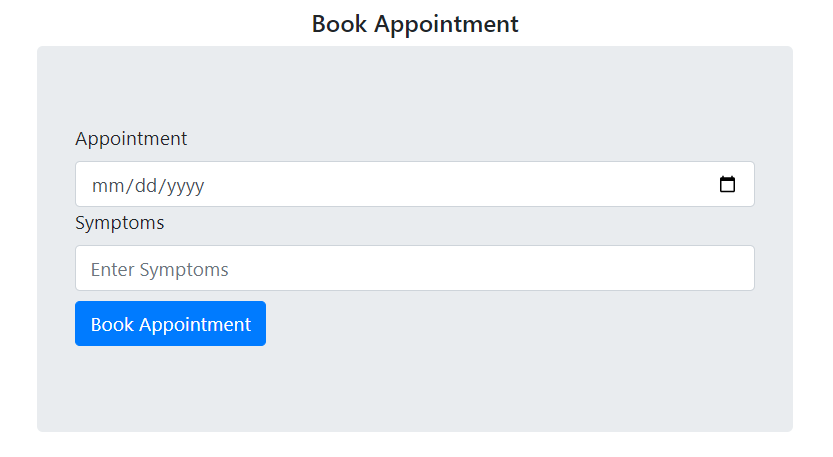 Book Appointment
Appointment
mm/dd/yyyy
Symptoms
Enter Symptoms
Book Appointment